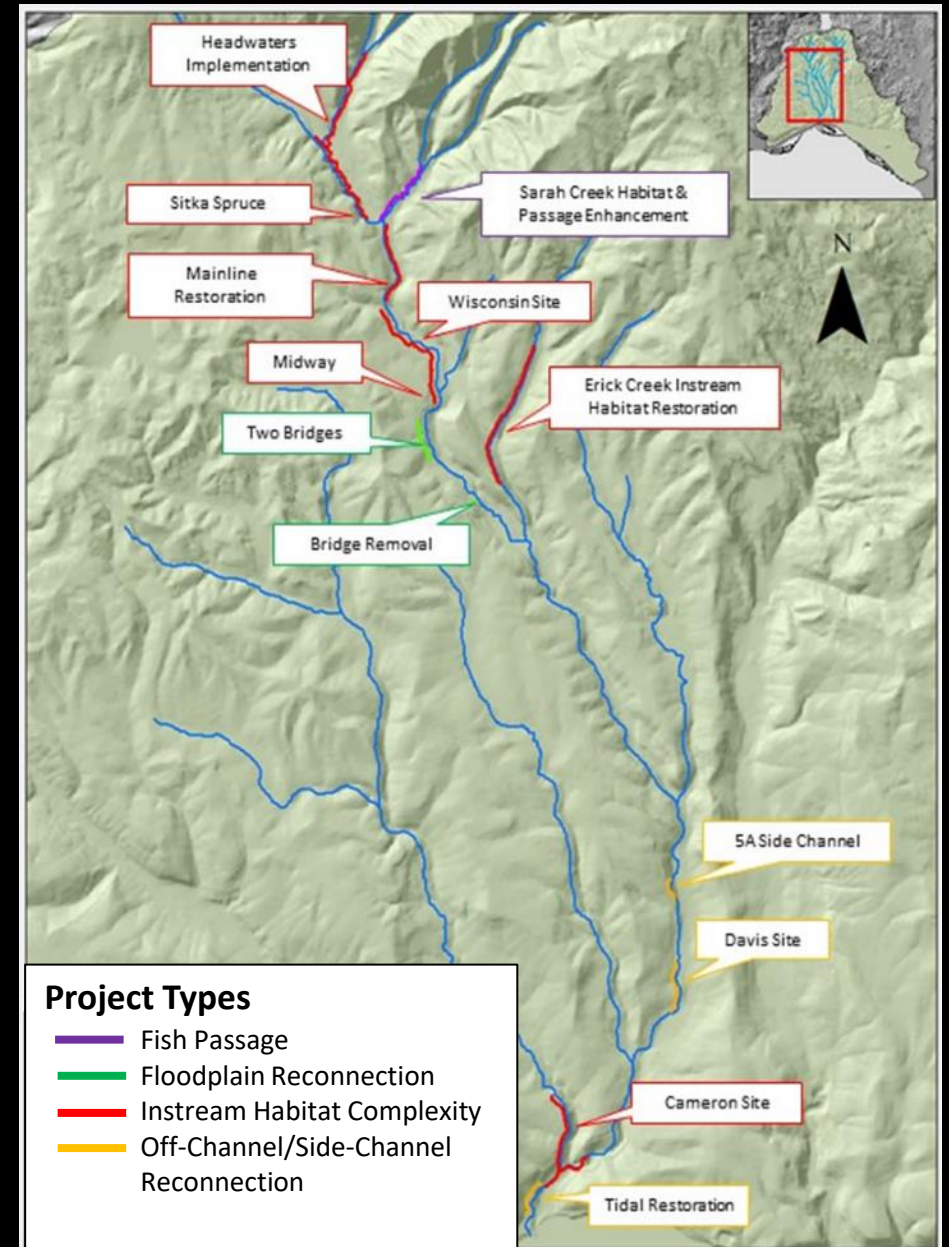 Headwaters
Implementation
Sitka Spruce
Sarah Creek Habitat &
Passage Enhancement
N
Mainline
Restoration
Wisconsin Site
Midway
Erick Creek Instream
Habitat Restoration
Two Bridges
Bridge Removal
5A Side Channel
Davis Site
Project Types
Fish Passage
Floodplain Reconnection
Instream Habitat Complexity
Off-Channel/Side-Channel
Reconnection
Cameron Site
Tidal Restoration